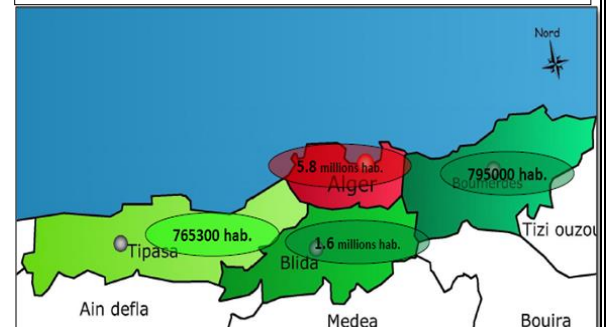 Nord
5.8 millions hab.
Alger
795000 hab.
Boumerdes
765300 hab.
Tipasa
1.6 millions hab.
Blida
Tizi ouzou
Ain defla
Medea
Bouira